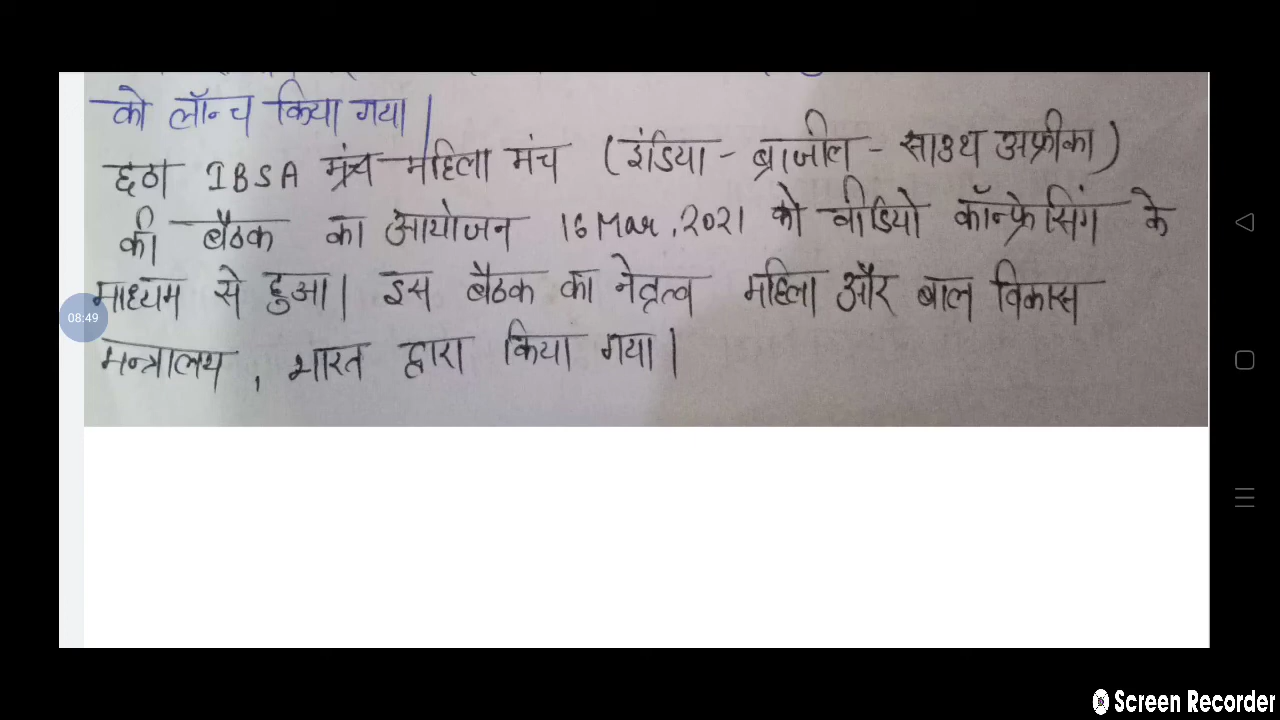 को लॉन्च किया गया।
छठा IBSA मंच महिला मंच (इंडिया - ब्राजील - साउथ अफ्रीका)
की बैठक का आयोजन 16 Mar, 2021 को वीडियो कॉन्फ्रेसिंग के
माध्यम से हुआ। इस बैठक का नेतृत्व महिला और बाल विकास
08:49
मन्त्रालय, भारत द्वारा किया गया।
Screen Recorder